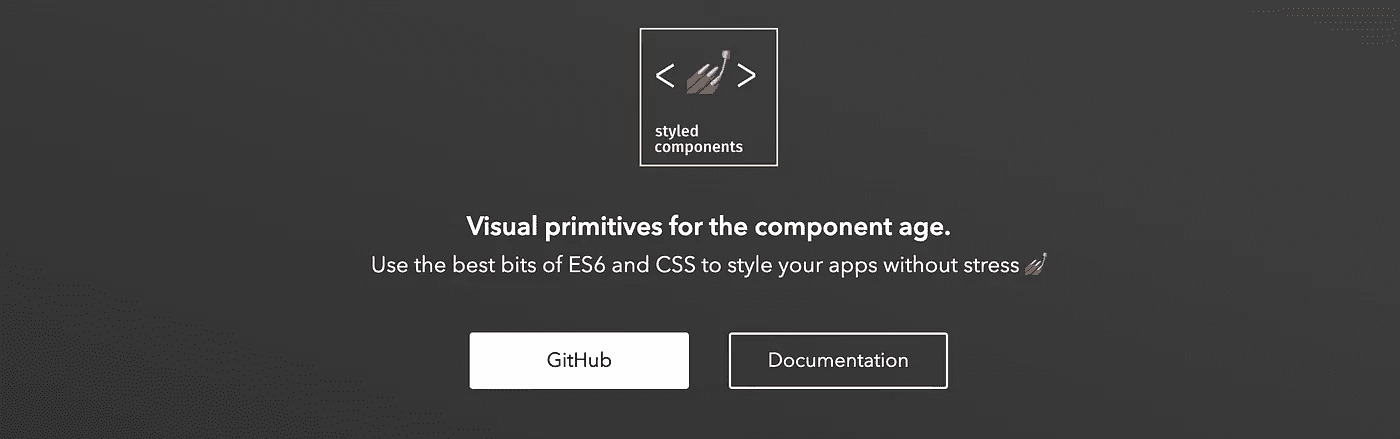 < 💅 >
styled
components
Visual primitives for the component age.
Use the best bits of ES6 and CSS to style your apps without stress 💅
GitHub
Documentation